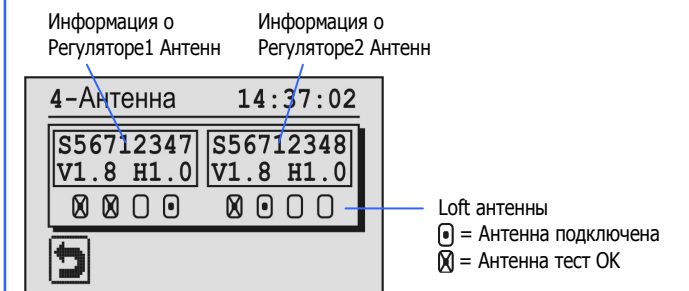 Информация о
Регуляторе1 Антенн
Информация о
Регуляторе2 Антенн
4-Антенна 14:37:02
S56712347 S56712348
V1.8 H1.0 V1.8 H1.0
Loft антенны
= Антенна подключена
= Антенна тест OK